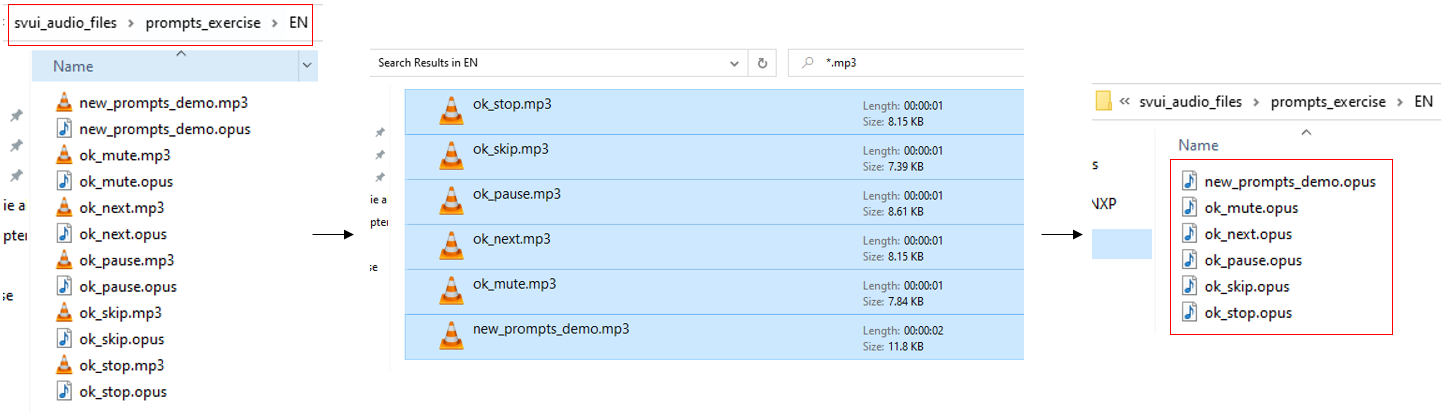 svui_audio_files > prompts_exercise > EN
Name
new_prompts_demo.mp3
new_prompts_demo.opus
ok_mute.mp3
ok_mute.opus
ok_next.mp3
ok_next.opus
ok_pause.mp3
ok_pause.opus
ok_skip.mp3
ok_skip.opus
ok_stop.mp3
ok_stop.opus
ie a
pter
se
Search Results in EN
*.mp3
ok_stop.mp3
Length: 00:00:01
Size: 8.15 KB
ok_skip.mp3
Length: 00:00:01
Size: 7.39 KB
ok_pause.mp3
Length: 00:00:01
Size: 8.61 KB
ok_next.mp3
Length: 00:00:01
Size: 8.15 KB
ok_mute.mp3
Length: 00:00:01
Size: 7.84 KB
new_prompts_demo.mp3
Length: 00:00:02
Size: 11.8 KB
ie a
pter
se
« svui_audio_files > prompts_exercise > EN
Name
new_prompts_demo.opus
ok_mute.opus
ok_next.opus
ok_pause.opus
ok_skip.opus
ok_stop.opus
s
NXP